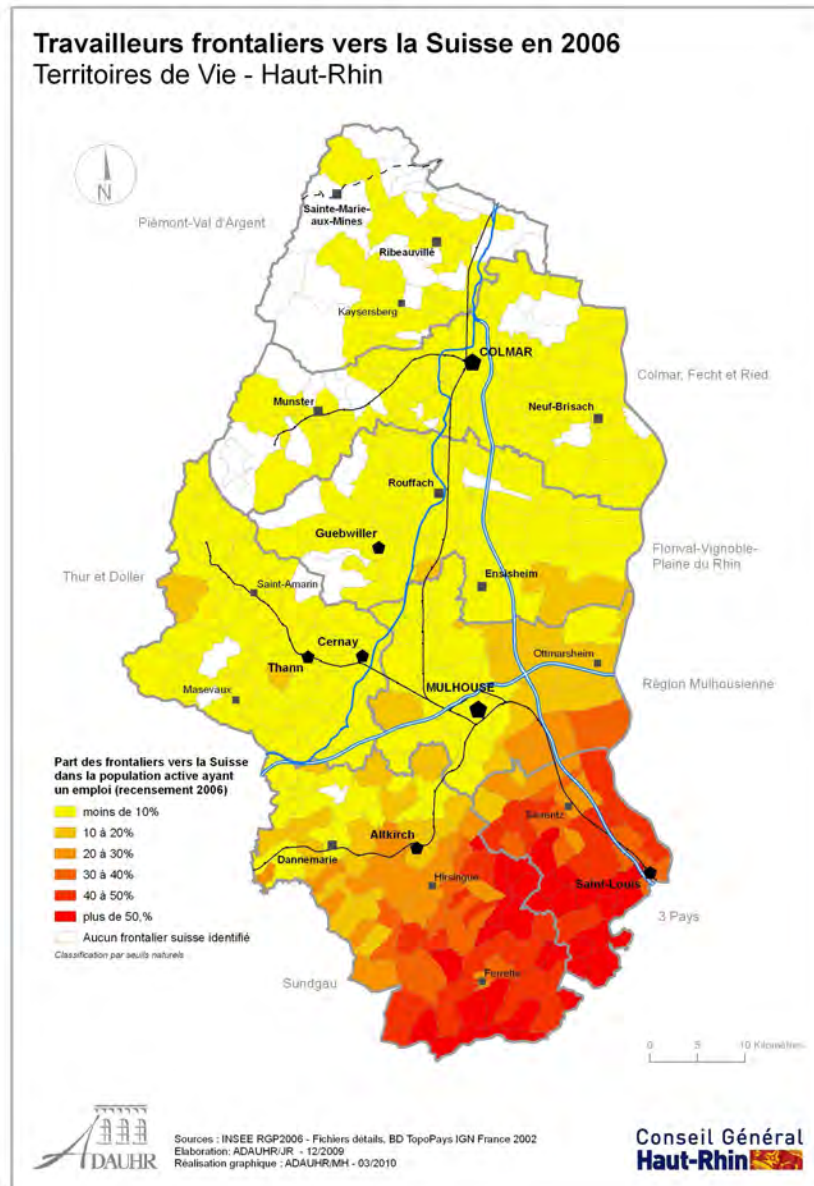 Travailleurs frontaliers vers la Suisse en 2006
Territoires de Vie - Haut-Rhin
N
Sainte-Marie-
aux-Mines
Piémont-Val d'Argent
Ribeauvillé
Kaysersberg
COLMAR
Colmar, Fecht et Ried
Munster
Neuf-Brisach
Rouffach
Guebwiller
Florival-Vignoble-
Plaine du Rhin
Thur et Doller
Saint-Amarin
Ensisheim
Cernay
Ottmarsheim
Thann
Région Mulhousienne
Masevaux
MULHOUSE
Part des frontaliers vers la Suisse
dans la population active ayant
un emploi (recensement 2006)
moins de 10%
10 à 20%
20 à 30%
30 à 40%
40 à 50%
plus de 50,%
Aucun frontalier suisse identifié
Classification par seuils naturels
Sierentz
Altkirch
Dannemarie
Hirsingue
Saint-Louis
3 Pays
Sundgau
Ferrette
0 5 10 Kilomètres
ADAUHR
Sources : INSEE RGP2006 - Fichiers détails, BD TopoPays IGN France 2002
Elaboration: ADAUHR/JR - 12/2009
Réalisation graphique : ADAUHR/MH - 03/2010
Conseil Général
Haut-Rhin